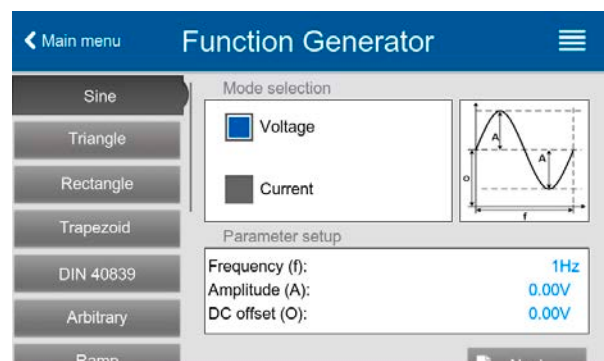 Main menu
Function Generator
Sine
Triangle
Rectangle
Trapezoid
DIN 40839
Arbitrary
Ramp
Mode selection
Voltage
Current
A
A
O
f
Parameter setup
Frequency (f): 1Hz
Amplitude (A): 0.00V
DC offset (O): 0.00V